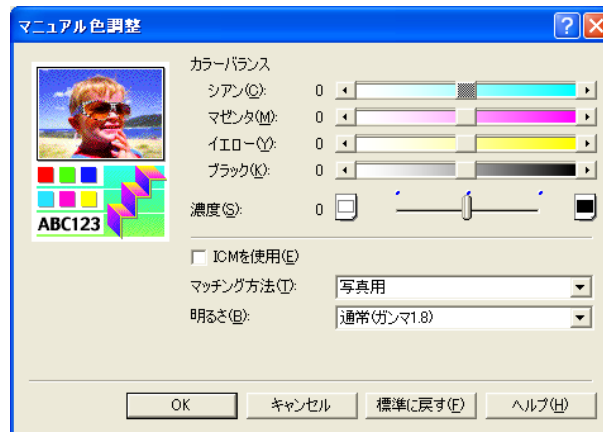 マニュアル色調整
カラーバランス
シアン(C): 0
マゼンタ(M): 0
イエロー(Y): 0
ブラック(K): 0
濃度(S): 0
ABC123
ICMを使用(E)
マッチング方法(T): 写真用
明るさ(B): 通常(ガンマ1.8)
OK キャンセル 標準に戻す(F) ヘルプ(H)